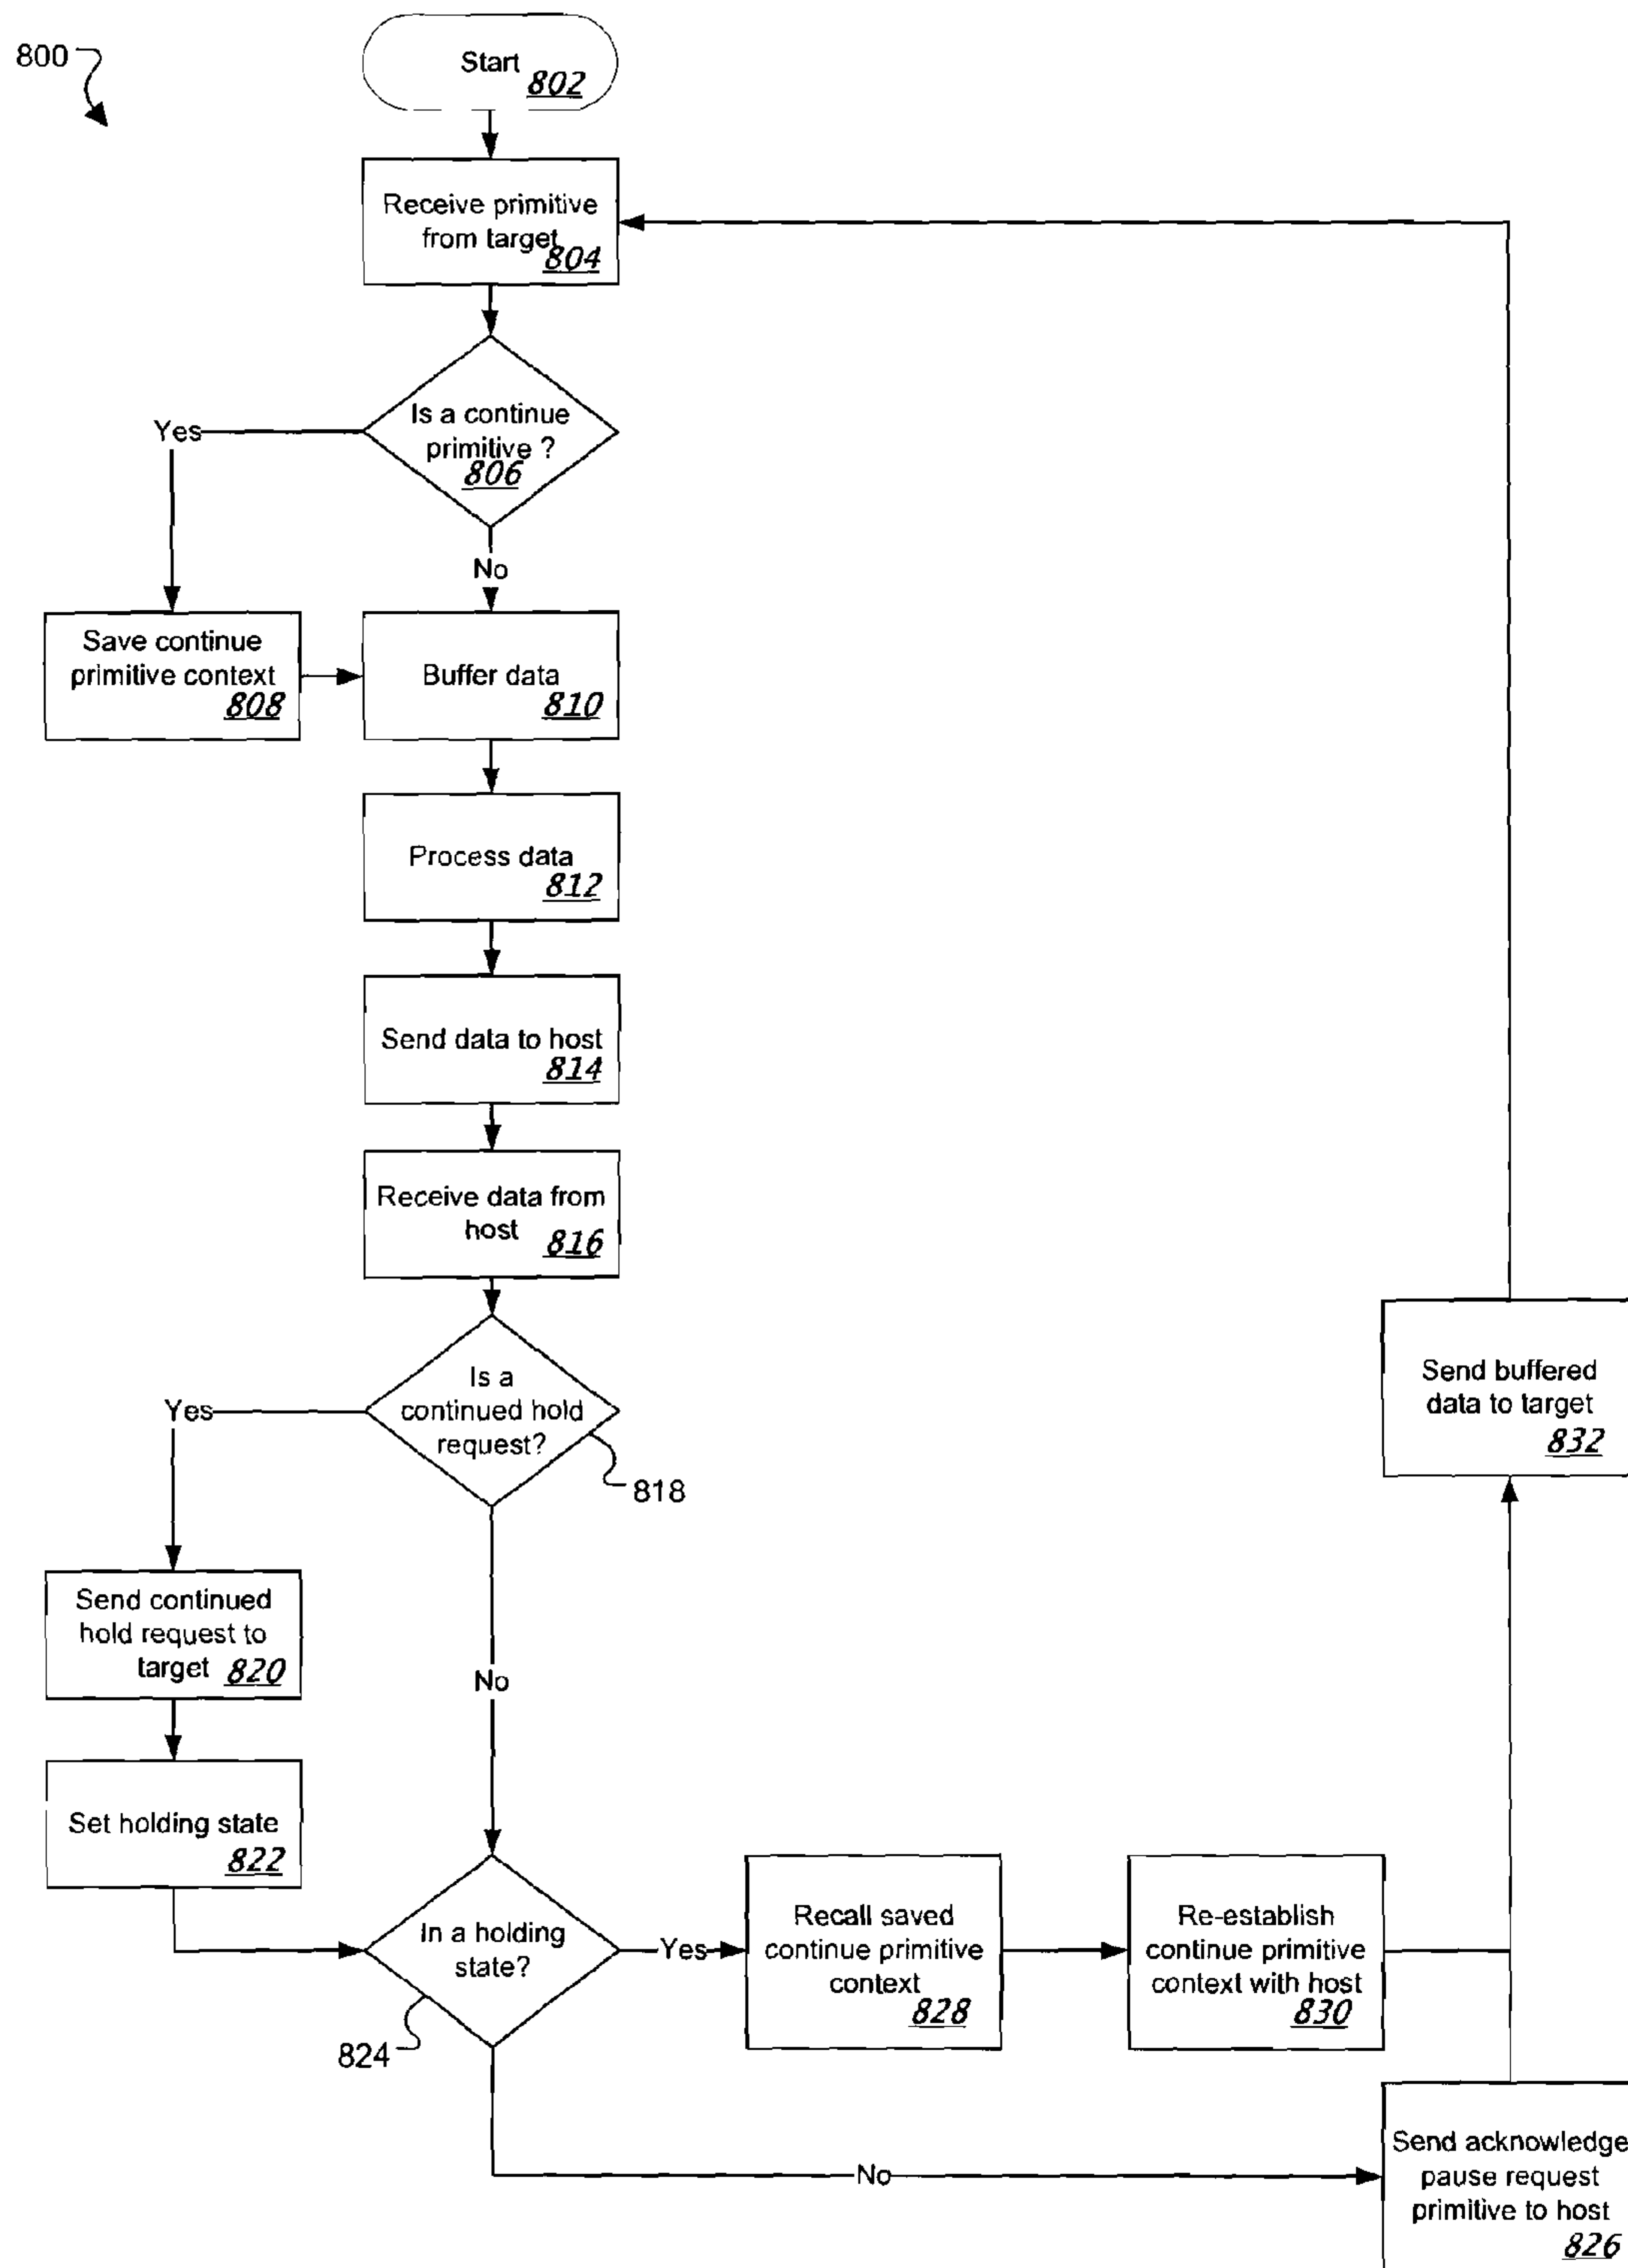 800
Start
802
Receive primitive
from target
804
Is a continue
primitive ?
806
Yes
No
Save continue
primitive context
808
Buffer data
810
Process data
812
Send data to host
814
Receive data from
host
816
Is a
continued hold
request?
818
Yes
No
Send buffered
data to target
832
Send continued
hold request to
target 820
Set holding state
822
In a holding
state?
824
Yes
Recall saved
continue primitive
context
828
Re-establish
continue primitive
context with host
830
No
Send acknowledge
pause request
primitive to host
826